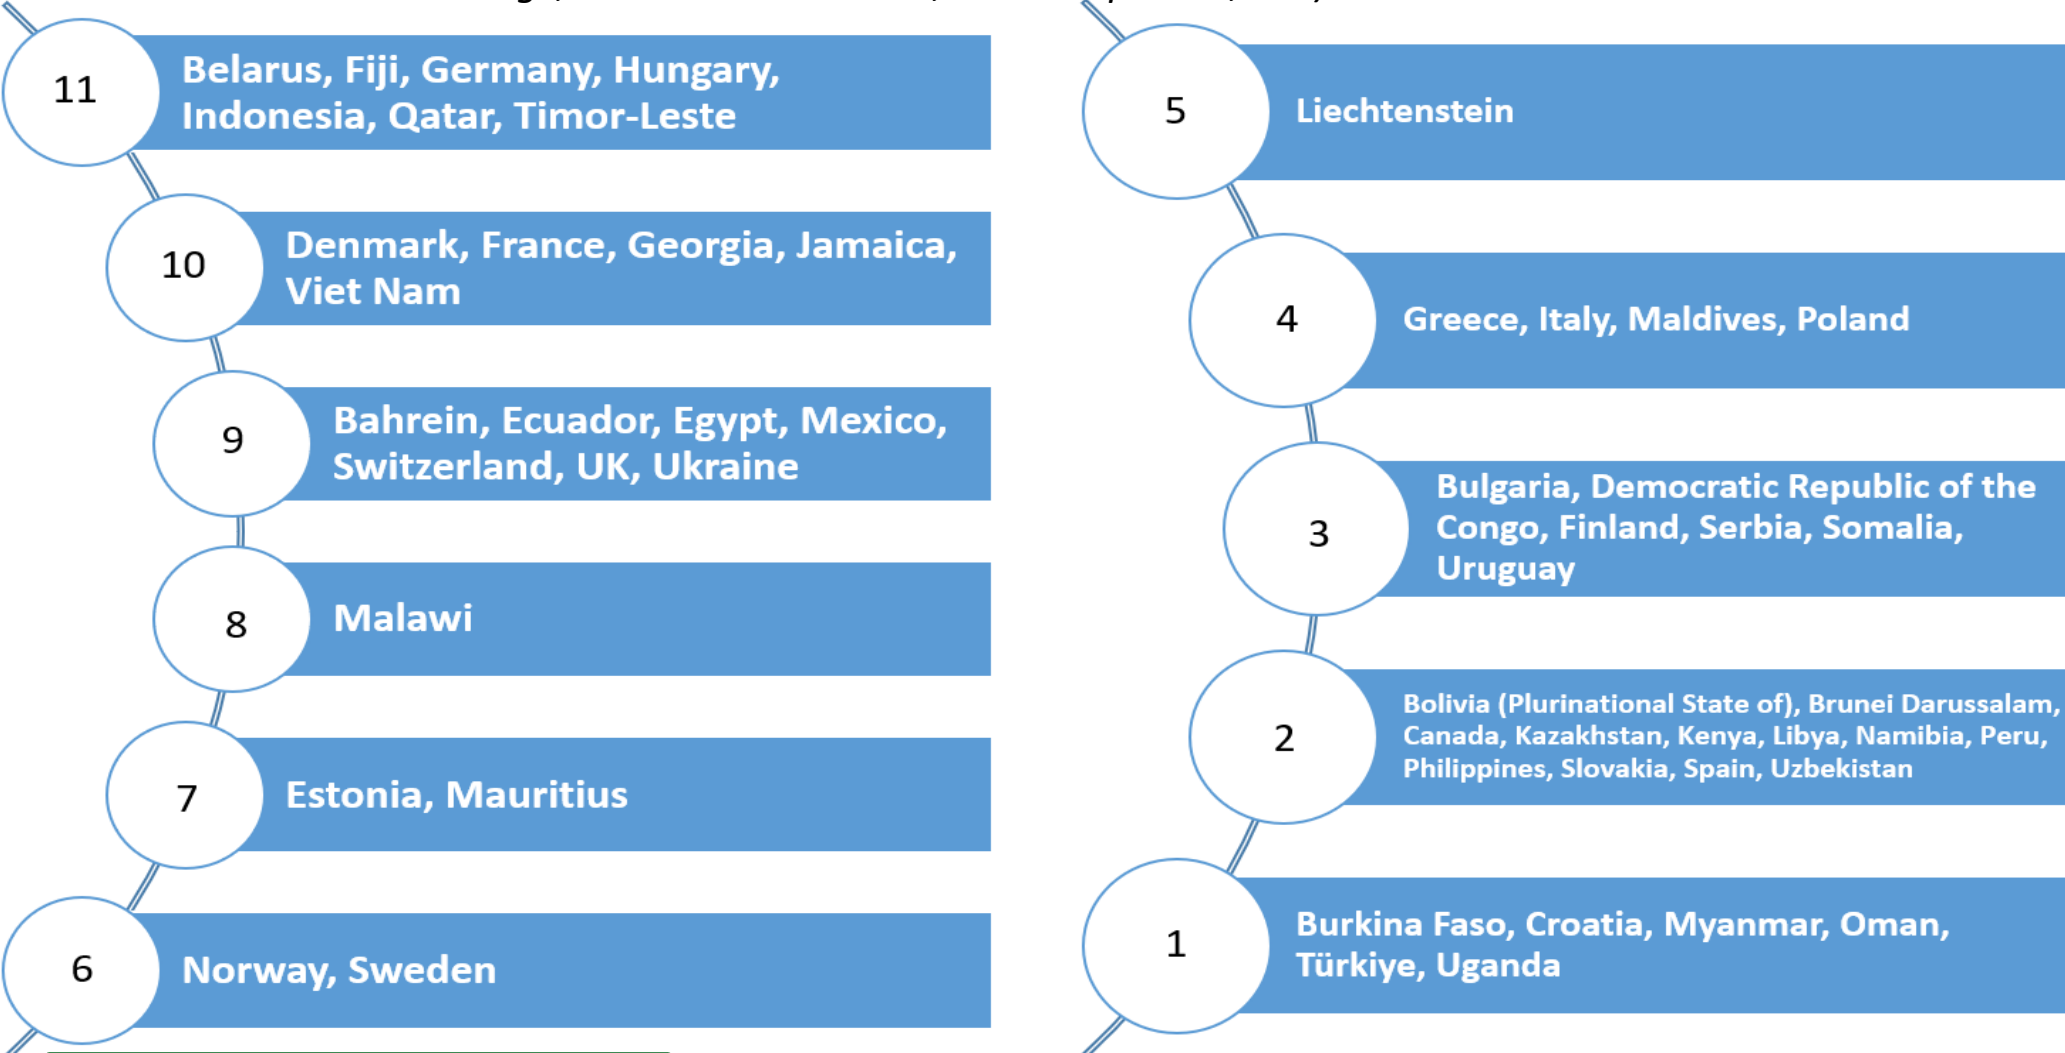 11
Belarus, Fiji, Germany, Hungary,
Indonesia, Qatar, Timor-Leste
10
Denmark, France, Georgia, Jamaica,
Viet Nam
9
Bahrein, Ecuador, Egypt, Mexico,
Switzerland, UK, Ukraine
8
Malawi
7
Estonia, Mauritius
6
Norway, Sweden
5
Liechtenstein
4
Greece, Italy, Maldives, Poland
3
Bulgaria, Democratic Republic of the
Congo, Finland, Serbia, Somalia,
Uruguay
2
Bolivia (Plurinational State of), Brunei Darussalam,
Canada, Kazakhstan, Kenya, Libya, Namibia, Peru,
Philippines, Slovakia, Spain, Uzbekistan
1
Burkina Faso, Croatia, Myanmar, Oman,
Türkiye, Uganda